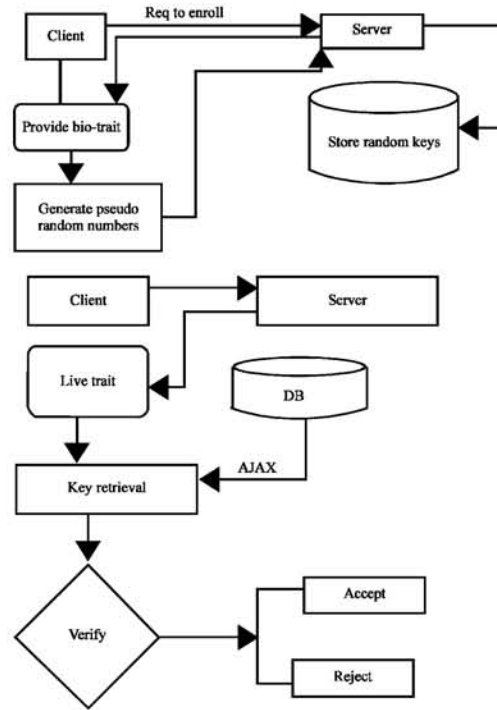 Req to enroll
Client
Server
Provide bio-trait
Store random keys
Generate pseudo
random numbers
Client
Server
Live trait
DB
AJAX
Key retrieval
Verify
Accept
Reject